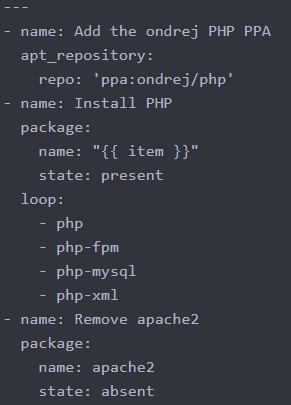 ---
- name: Add the ondrej PHP PPA
  apt_repository:
    repo: 'ppa:ondrej/php'
- name: Install PHP
  package:
    name: "{{ item }}"
    state: present
  loop:
    - php
    - php-fpm
    - php-mysql
    - php-xml
- name: Remove apache2
  package:
    name: apache2
    state: absent